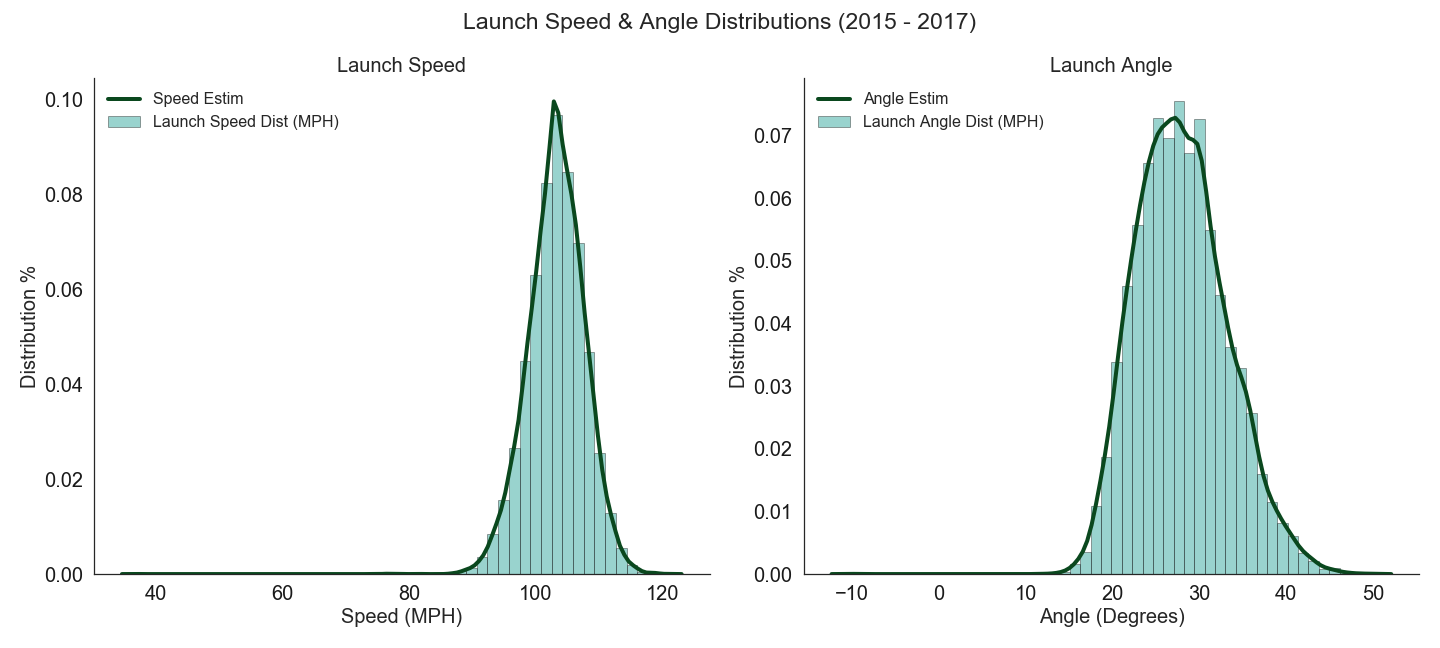 Launch Speed & Angle Distributions (2015 - 2017)
Launch Speed
Speed Estim
Launch Speed Dist (MPH)
Distribution %
0.10
0.08
0.06
0.04
0.02
0.00
40 60 80 100 120
Speed (MPH)
Launch Angle
Angle Estim
Launch Angle Dist (MPH)
Distribution %
0.07
0.06
0.05
0.04
0.03
0.02
0.01
0.00
−10 0 10 20 30 40 50
Angle (Degrees)